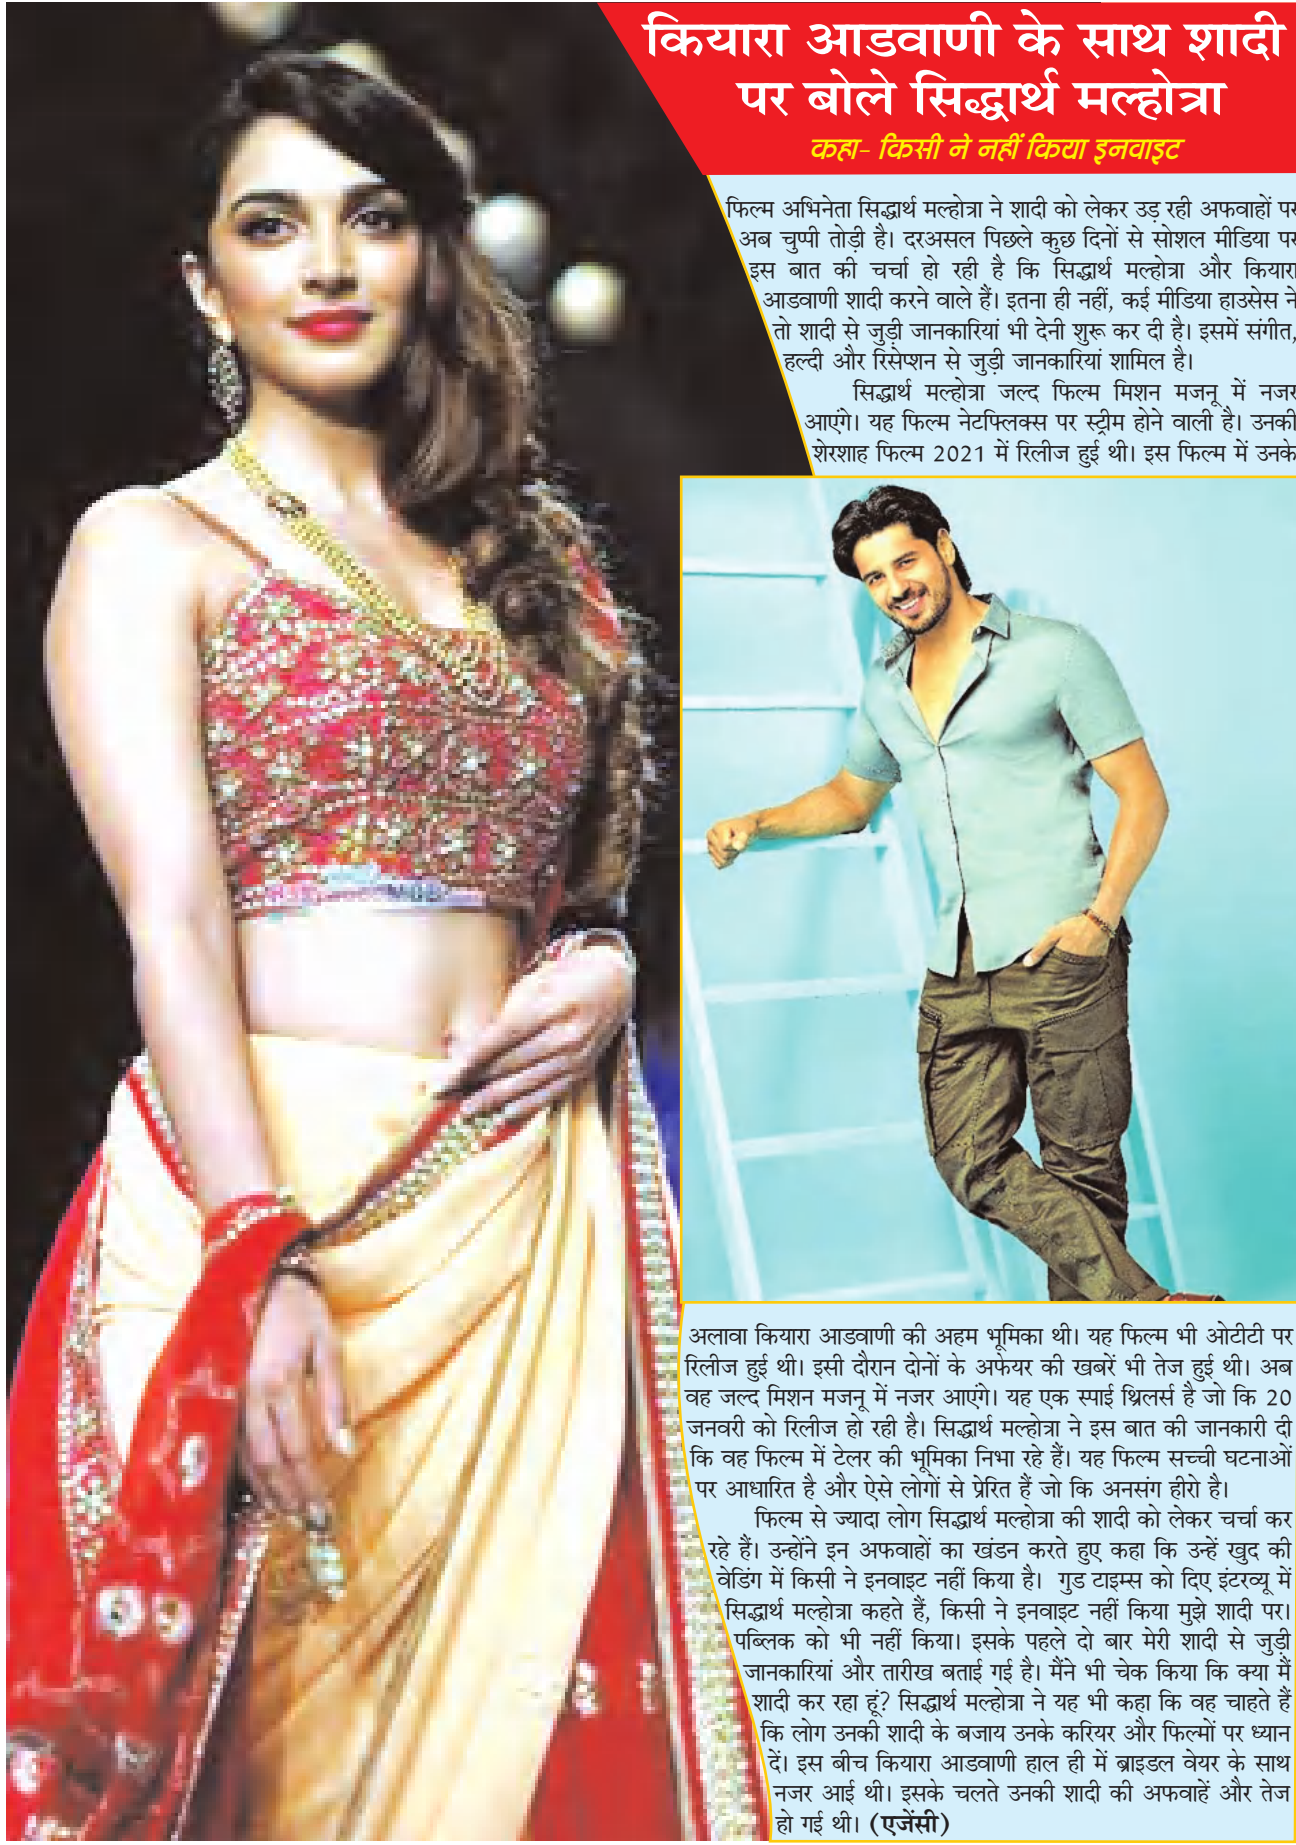 कियारा आडवाणी के साथ शादी
पर बोले सिद्धार्थ मल्होत्रा
कहा- किसी ने नहीं किया इनवाइट
फिल्म अभिनेता सिद्धार्थ मल्होत्रा ने शादी को लेकर उड़ रही अफवाहों पर
अब चुप्पी तोड़ी है। दरअसल पिछले कुछ दिनों से सोशल मीडिया पर
इस बात की चर्चा हो रही है कि सिद्धार्थ मल्होत्रा और कियारा
आडवाणी शादी करने वाले हैं। इतना ही नहीं, कई मीडिया हाउसेस ने
तो शादी से जुड़ी जानकारियां भी देनी शुरू कर दी है। इसमें संगीत,
हल्दी और रिसेप्शन से जुड़ी जानकारियां शामिल है।
सिद्धार्थ मल्होत्रा जल्द फिल्म मिशन मजनू में नजर
आएंगे। यह फिल्म नेटफ्लिक्स पर स्ट्रीम होने वाली है। उनकी
शेरशाह फिल्म 2021 में रिलीज हुई थी। इस फिल्म में उनके
अलावा कियारा आडवाणी की अहम भूमिका थी। यह फिल्म भी ओटीटी पर
रिलीज हुई थी। इसी दौरान दोनों के अफेयर की खबरें भी तेज हुई थी। अब
वह जल्द मिशन मजनू में नजर आएंगे। यह एक स्पाई थ्रिलर्स है जो कि 20
जनवरी को रिलीज हो रही है। सिद्धार्थ मल्होत्रा ने इस बात की जानकारी दी
कि वह फिल्म में टेलर की भूमिका निभा रहे हैं। यह फिल्म सच्ची घटनाओं
पर आधारित है और ऐसे लोगों से प्रेरित हैं जो कि अनसंग हीरो है।
फिल्म से ज्यादा लोग सिद्धार्थ मल्होत्रा की शादी को लेकर चर्चा कर
रहे हैं। उन्होंने इन अफवाहों का खंडन करते हुए कहा कि उन्हें खुद की
वेडिंग में किसी ने इनवाइट नहीं किया है। गुड टाइम्स को दिए इंटरव्यू में
सिद्धार्थ मल्होत्रा कहते हैं, किसी ने इनवाइट नहीं किया मुझे शादी पर।
पब्लिक को भी नहीं किया। इसके पहले दो बार मेरी शादी से जुड़ी
जानकारियां और तारीख बताई गई है। मैंने भी चेक किया कि क्या मैं
शादी कर रहा हूं? सिद्धार्थ मल्होत्रा ने यह भी कहा कि वह चाहते हैं
कि लोग उनकी शादी के बजाय उनके करियर और फिल्मों पर ध्यान
दें। इस बीच कियारा आडवाणी हाल ही में ब्राइडल वेयर के साथ
नजर आई थी। इसके चलते उनकी शादी की अफवाहें और तेज
हो गई थी। (एजेंसी)